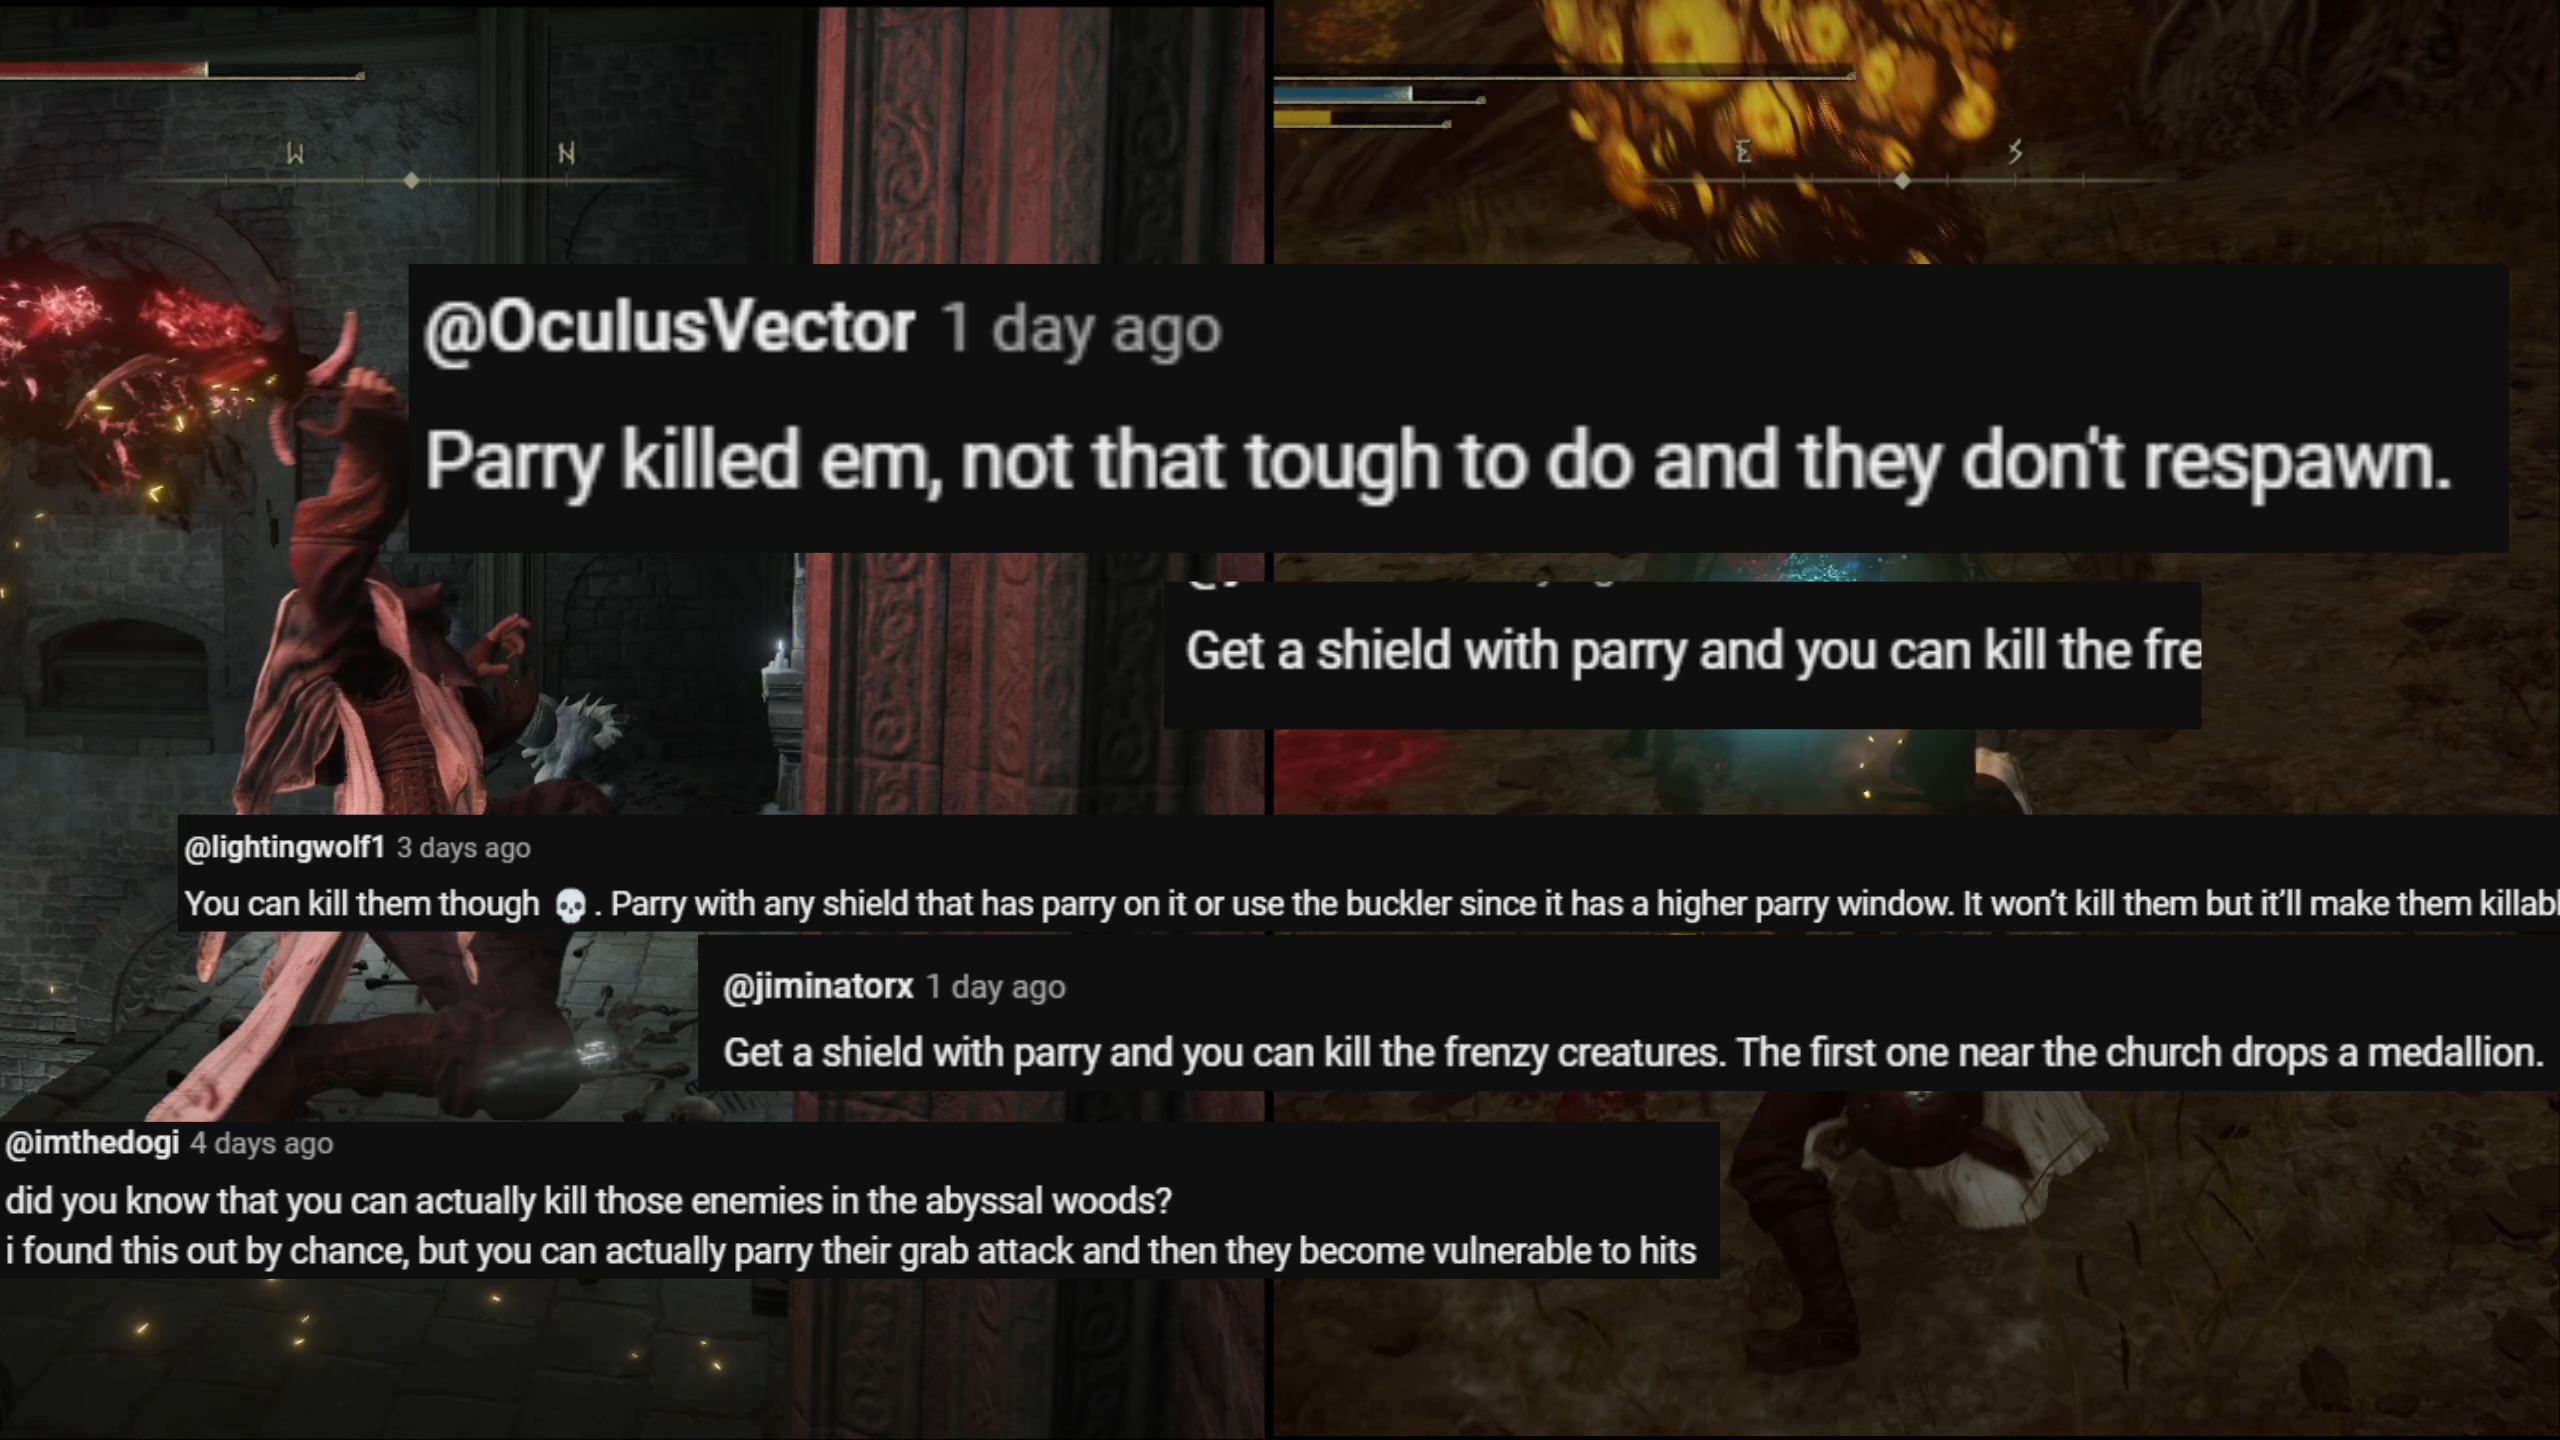 W N
E S
@OculusVector 1 day ago
Parry killed em, not that tough to do and they don't respawn.
Get a shield with parry and you can kill the fre
@lightingwolf1 3 days ago
You can kill them though 💀. Parry with any shield that has parry on it or use the buckler since it has a higher parry window. It won’t kill them but it’ll make them killabl
@jiminatorx 1 day ago
Get a shield with parry and you can kill the frenzy creatures. The first one near the church drops a medallion.
@imthedogi 4 days ago
did you know that you can actually kill those enemies in the abyssal woods?
i found this out by chance, but you can actually parry their grab attack and then they become vulnerable to hits